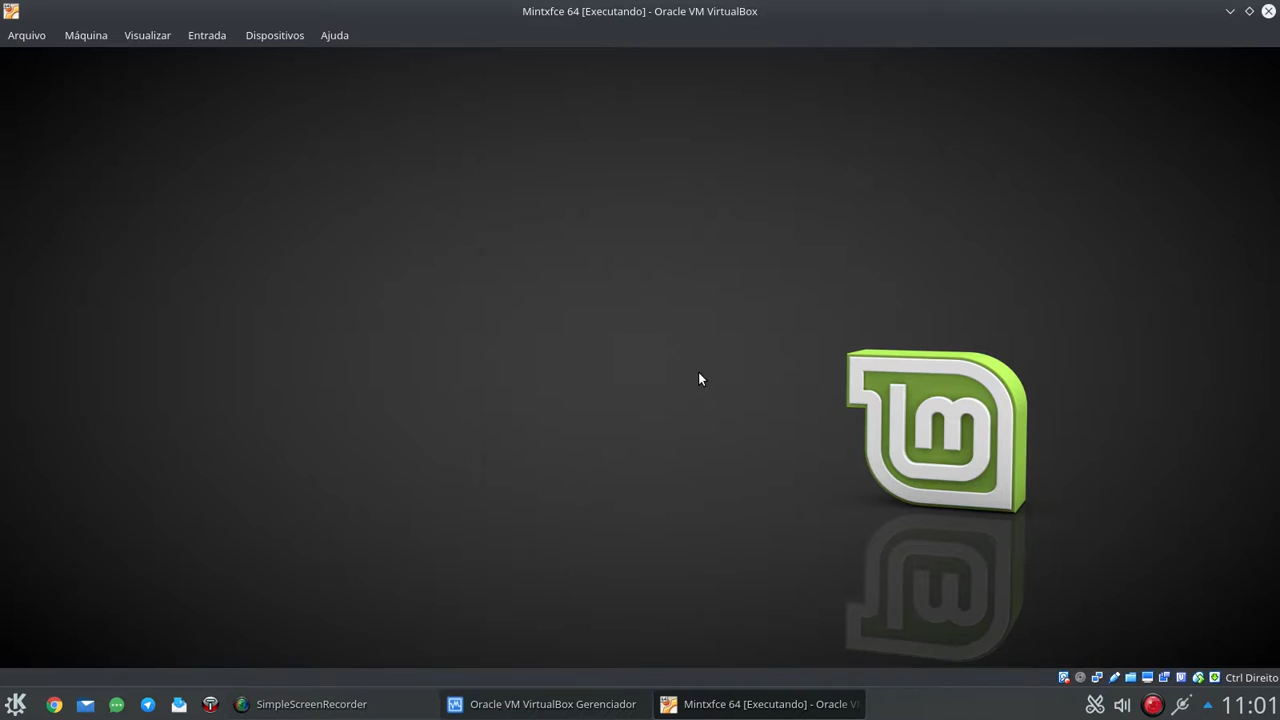 Mintxfce 64 [Executando] - Oracle VM VirtualBox
Arquivo Máquina Visualizar Entrada Dispositivos Ajuda
lm
Ctrl Direito
SimpleScreenRecorder Oracle VM VirtualBox Gerenciador Mintxfce 64 [Executando] - Oracle V 11:01